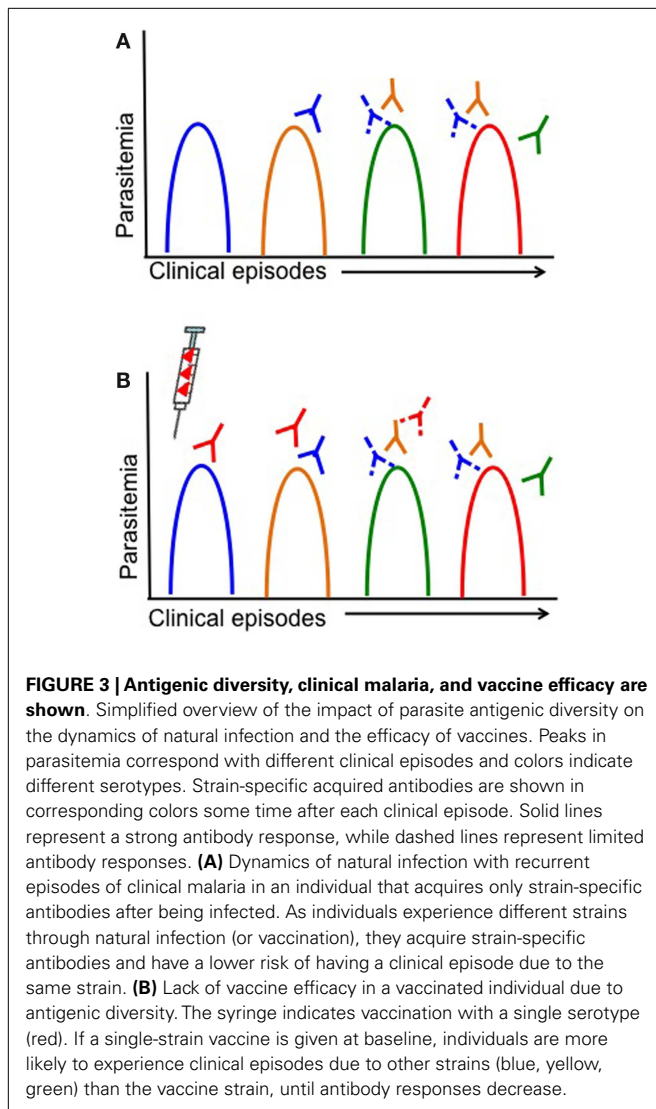 A
Parasitemia
Clinical episodes
B
Parasitemia
Clinical episodes
FIGURE 3 | Antigenic diversity, clinical malaria, and vaccine efficacy are
shown. Simplified overview of the impact of parasite antigenic diversity on
the dynamics of natural infection and the efficacy of vaccines. Peaks in
parasitemia correspond with different clinical episodes and colors indicate
different serotypes. Strain-specific acquired antibodies are shown in
corresponding colors some time after each clinical episode. Solid lines
represent a strong antibody response, while dashed lines represent limited
antibody responses. (A) Dynamics of natural infection with recurrent
episodes of clinical malaria in an individual that acquires only strain-specific
antibodies after being infected. As individuals experience different strains
through natural infection (or vaccination), they acquire strain-specific
antibodies and have a lower risk of having a clinical episode due to the
same strain. (B) Lack of vaccine efficacy in a vaccinated individual due to
antigenic diversity. The syringe indicates vaccination with a single serotype
(red). If a single-strain vaccine is given at baseline, individuals are more
likely to experience clinical episodes due to other strains (blue, yellow,
green) than the vaccine strain, until antibody responses decrease.